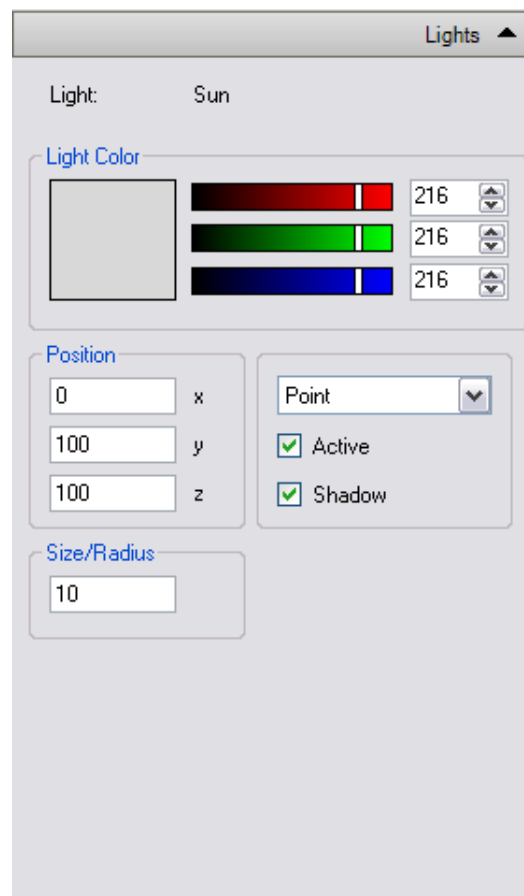 Lights
Light: Sun
Light Color
216
216
216
Position
0 x
100 y
100 z
Point
Active
Shadow
Size/Radius
10